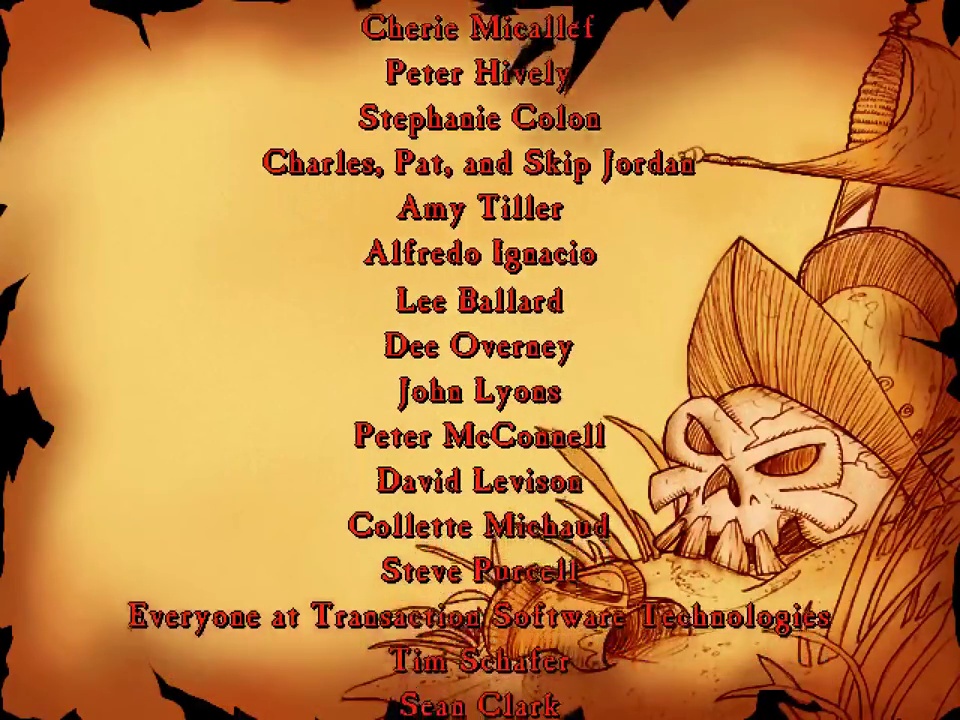 Cherie Micallef
Peter Hively
Stephanie Colon
Charles, Pat, and Skip Jordan
Amy Tiller
Alfredo Ignacio
Lee Ballard
Dee Overney
John Lyons
Peter McConnell
David Levison
Collette Michaud
Steve Purcell
Everyone at Transaction Software Technologies
Tim Schafer
Sean Clark